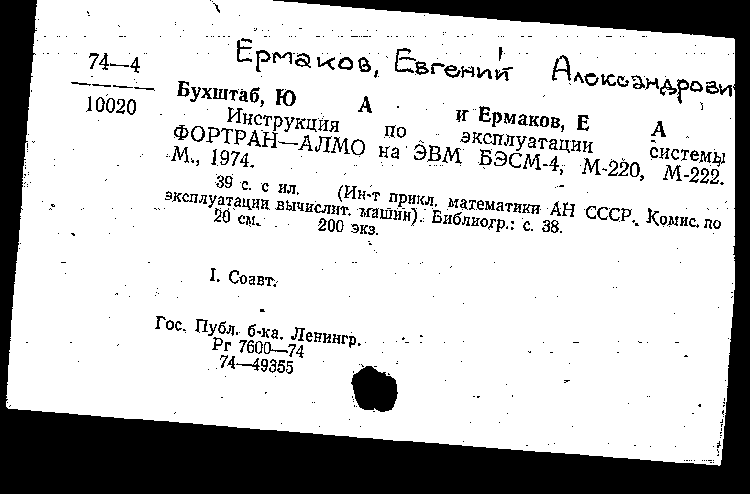 Ермаков, Евгений Александрови
74—4
10020
Бухштаб, Ю А и Ермаков, Е А
Инструкция по эксплуатации системы
ФОРТРАН—АЛМО на ЭВМ БЭСМ-4, М-220, М-222.
М., 1974.
39 с. с ил. (Ин-т прикл. математики АН СССР. Комис. по
эксплуатации вычислит. машин). Библиогр.: с. 38.
20 см. 200 экз.
I. Соавт.
Гос. Публ. б-ка. Ленингр.
Рг 7600—74
74—49355